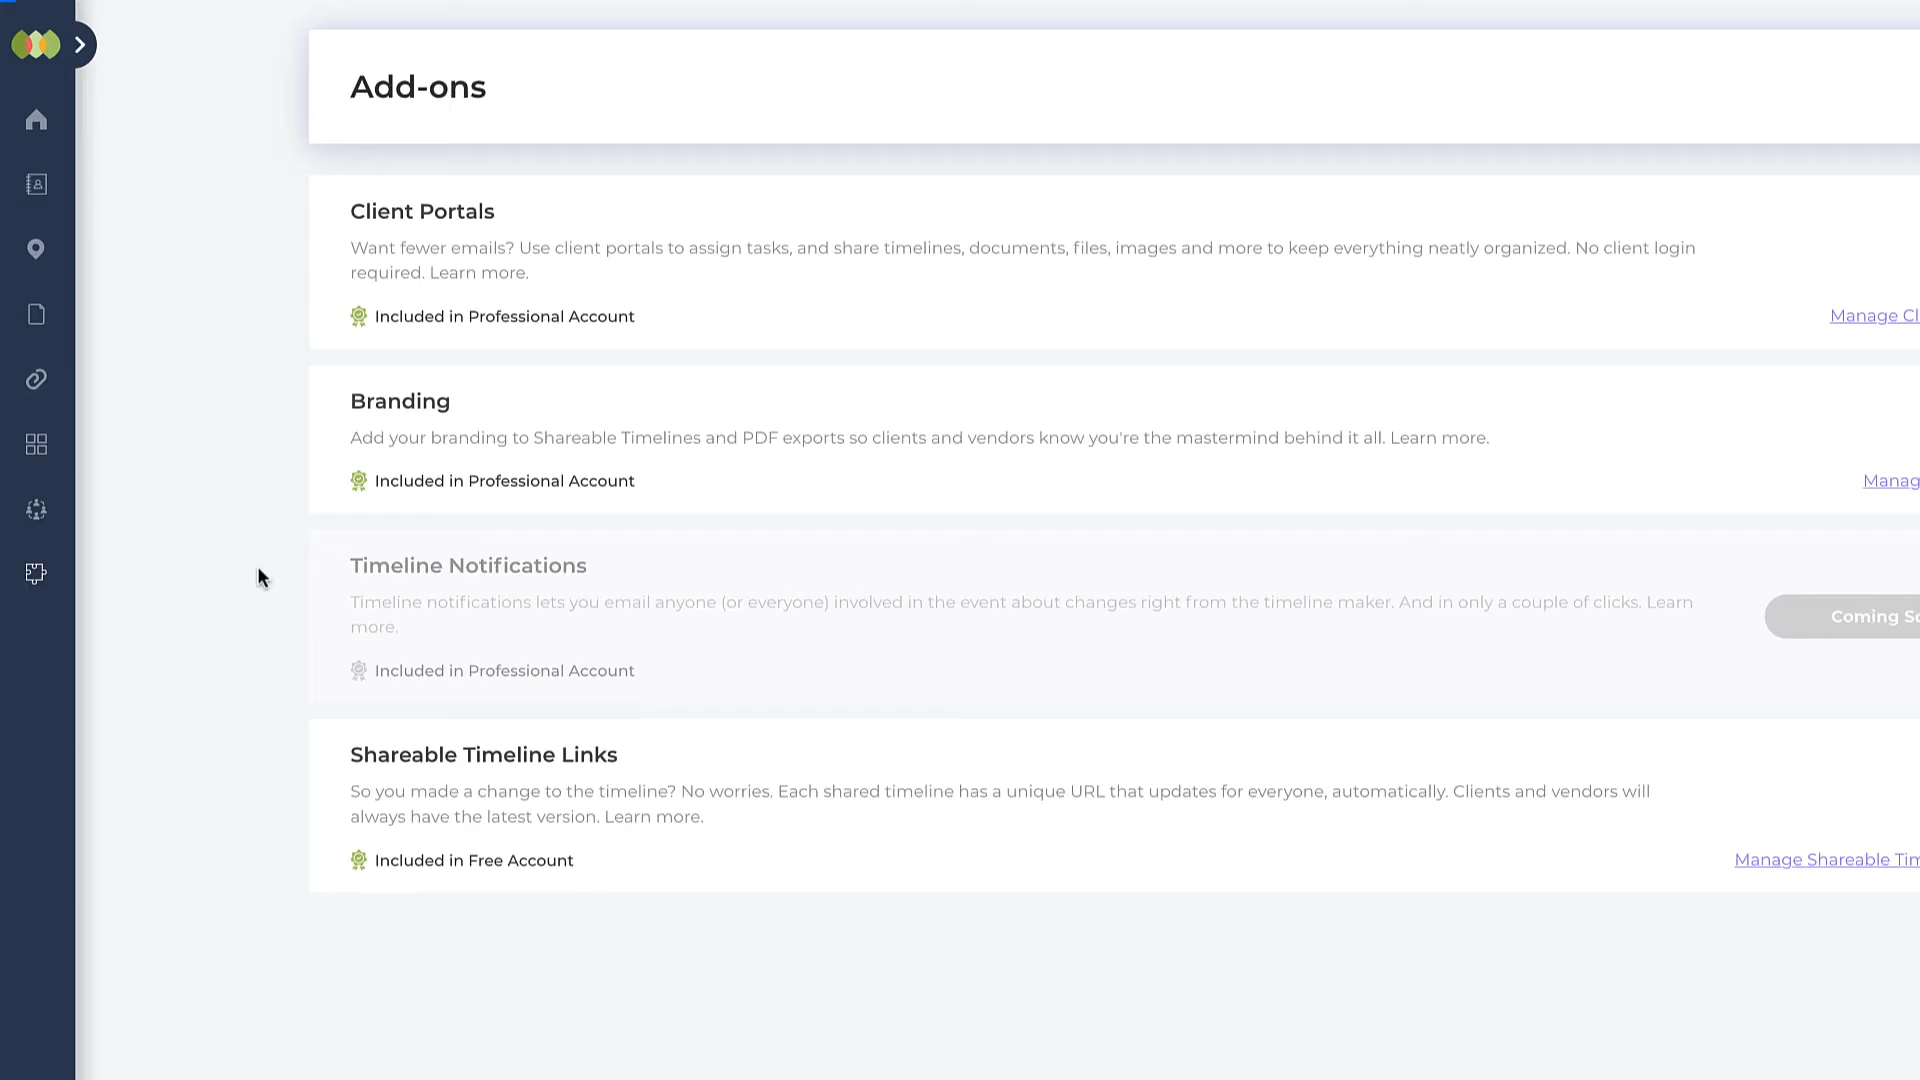 Add-ons
Client Portals
Want fewer emails? Use client portals to assign tasks, and share timelines, documents, files, images and more to keep everything neatly organized. No client login
required. Learn more.
Included in Professional Account
Manage Cl
Branding
Add your branding to Shareable Timelines and PDF exports so clients and vendors know you're the mastermind behind it all. Learn more.
Included in Professional Account
Manag
Timeline Notifications
Timeline notifications lets you email anyone (or everyone) involved in the event about changes right from the timeline maker. And in only a couple of clicks. Learn
more.
Coming So
Included in Professional Account
Shareable Timeline Links
So you made a change to the timeline? No worries. Each shared timeline has a unique URL that updates for everyone, automatically. Clients and vendors will
always have the latest version. Learn more.
Included in Free Account
Manage Shareable Tim